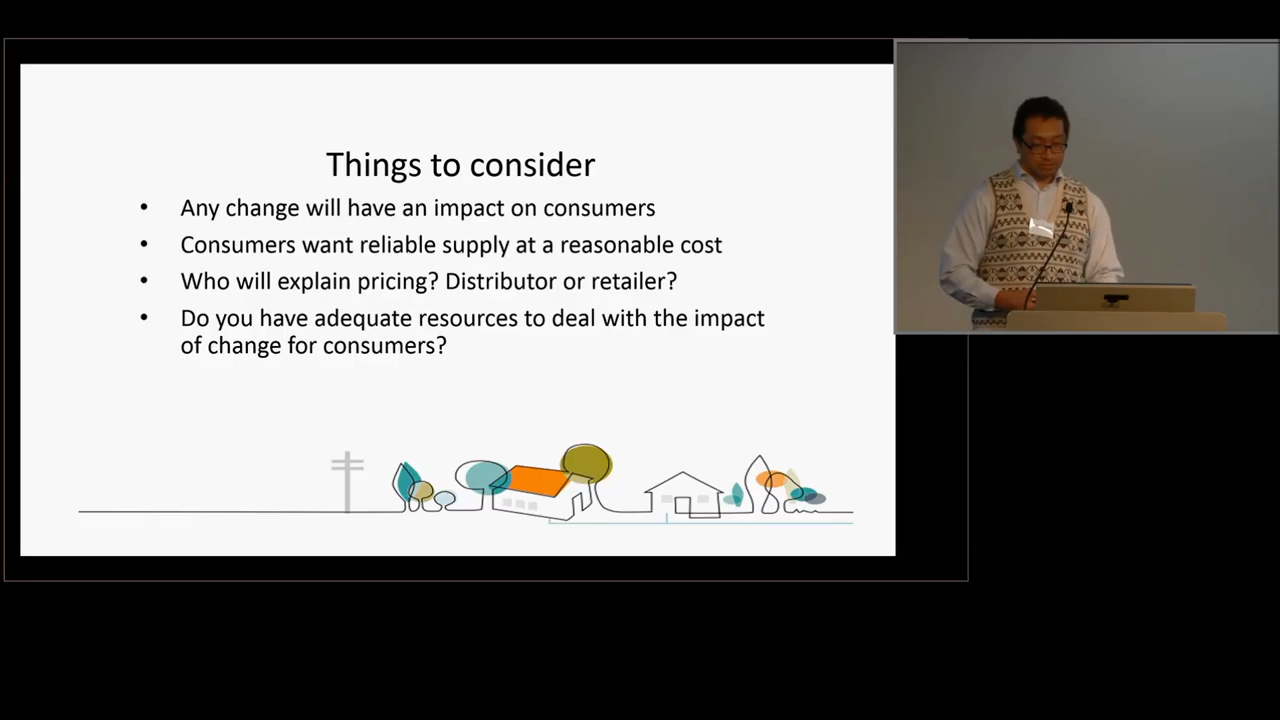 Things to consider
• Any change will have an impact on consumers
• Consumers want reliable supply at a reasonable cost
• Who will explain pricing? Distributor or retailer?
• Do you have adequate resources to deal with the impact
of change for consumers?